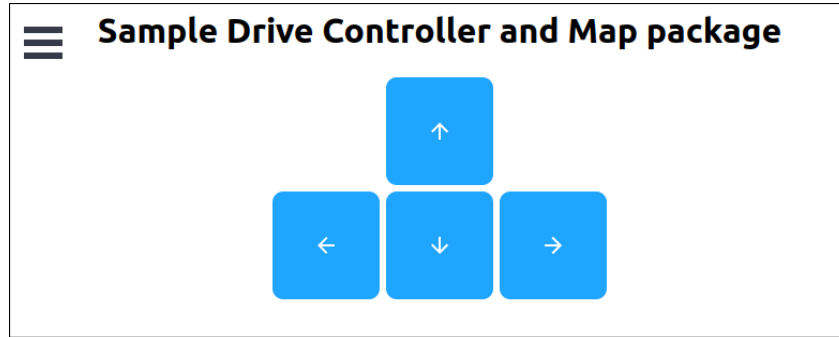 Sample Drive Controller and Map package
↑
← ↓ →